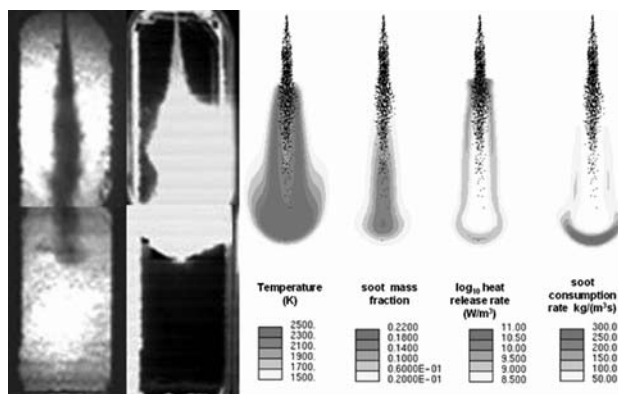 Temperature
(K)
2500.
2300.
2100.
1900.
1700.
1500.
soot mass
fraction
0.2200
0.1800
0.1400
0.1000
0.6000E-01
0.2000E-01
log10 heat
release rate
(W/m³)
11.00
10.50
10.00
9.500
9.000
8.500
soot
consumption
rate kg/(m³s)
300.0
250.0
200.0
150.0
100.0
50.00